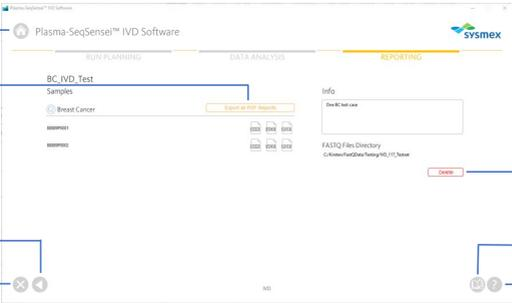 Plasma-SeqSensei™ IVD Software
Plasma-SeqSensei™ IVD Software
sysmex
RUN PLANNING
DATA ANALYSIS
REPORTING
BC_IVD_Test
Samples
Info
Breast Cancer
Export all PDF Reports
One BC test case
FASTQ Files Directory
Delete
IVD
?